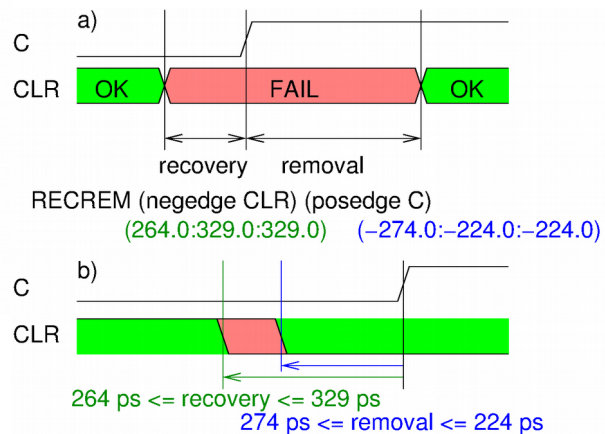 a)
C
CLR OK FAIL OK
recovery removal
RECREM (negedge CLR) (posedge C)
(264.0:329.0:329.0) (−274.0:−224.0:−224.0)
b)
C
CLR
264 ps <= recovery <= 329 ps
274 ps <= removal <= 224 ps